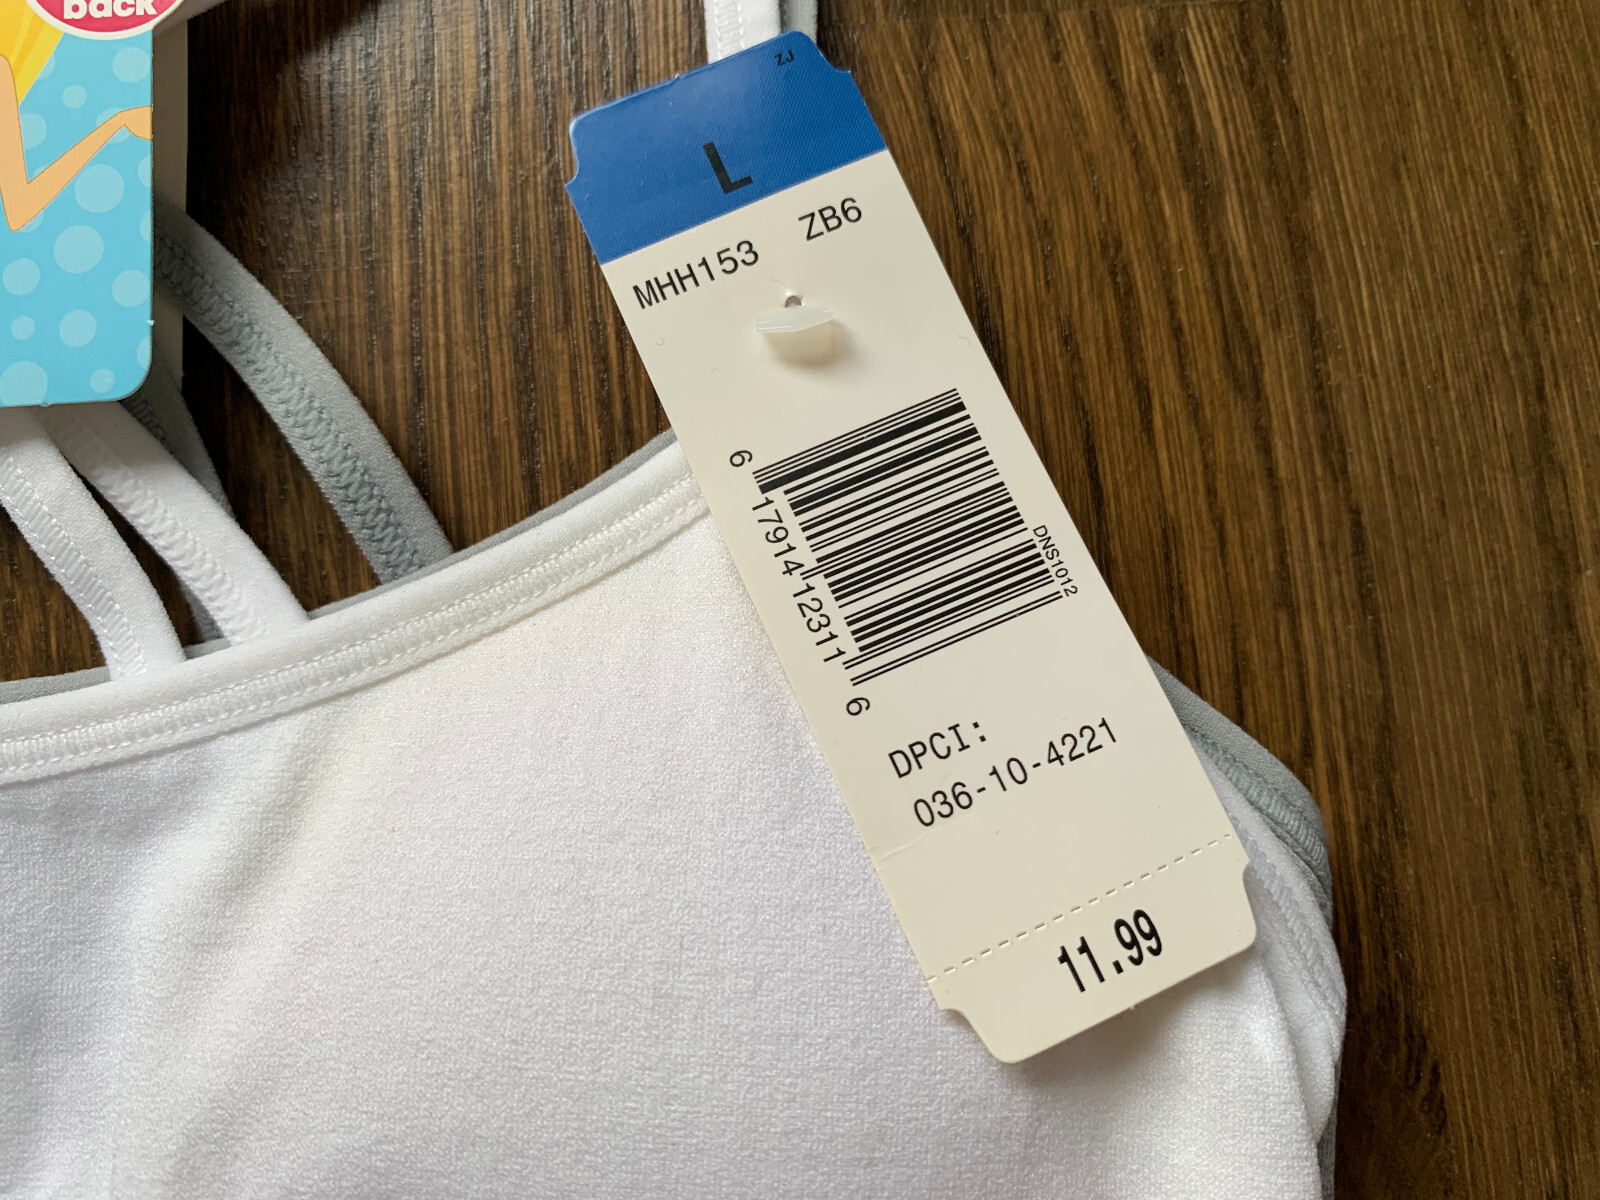 back
ZJ
L
MHH153 ZB6
6 17914 12311 6
DNS1012
DPCI:
036-10-4221
11.99